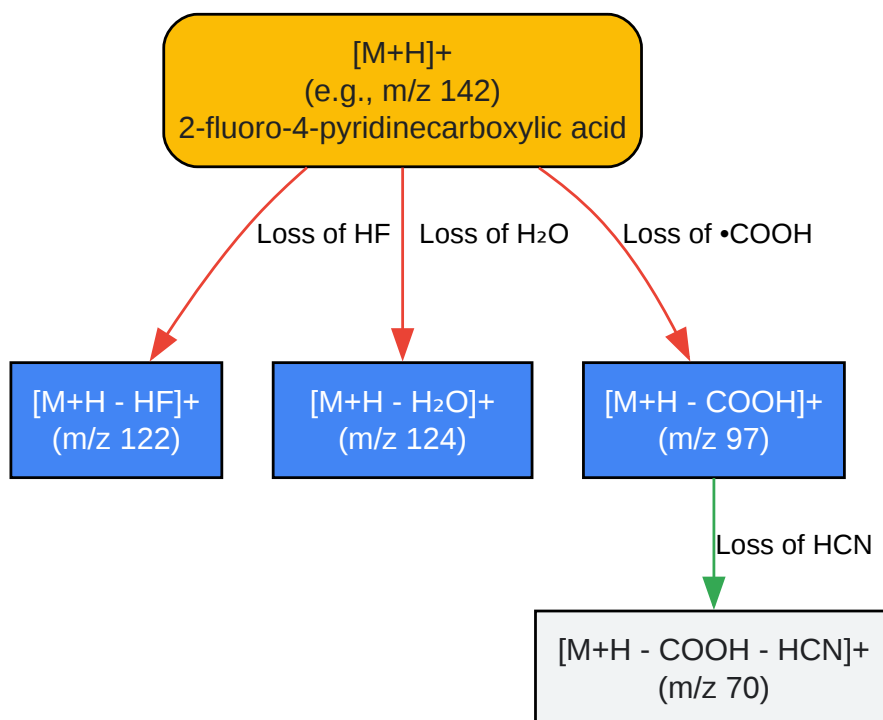 [M+H]+
(e.g., m/z 142)
2-fluoro-4-pyridinecarboxylic acid
Loss of HF
Loss of H₂O
Loss of •COOH
[M+H - HF]+
(m/z 122)
[M+H - H₂O]+
(m/z 124)
[M+H - COOH]+
(m/z 97)
Loss of HCN
[M+H - COOH - HCN]+
(m/z 70)